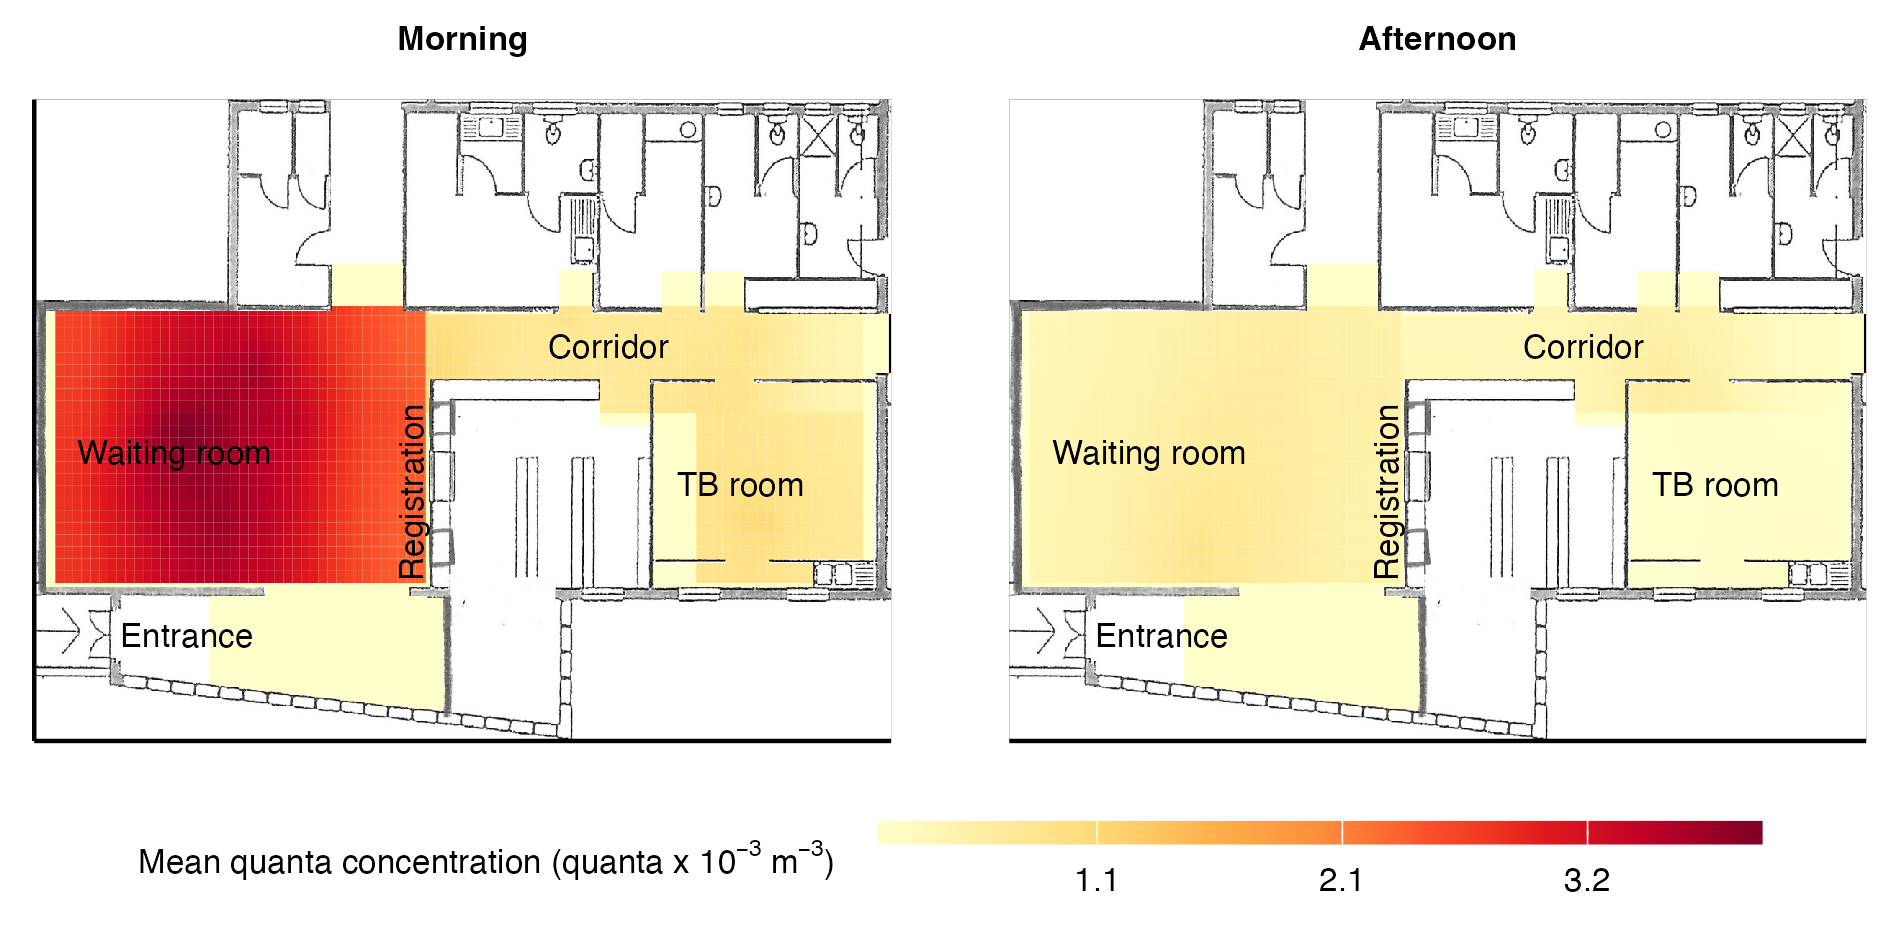 Morning
Afternoon
Corridor
Waiting room
Registration
TB room
Entrance
Corridor
Waiting room
Registration
TB room
Entrance
Mean quanta concentration (quanta x 10⁻³ m⁻³)
1.1
2.1
3.2